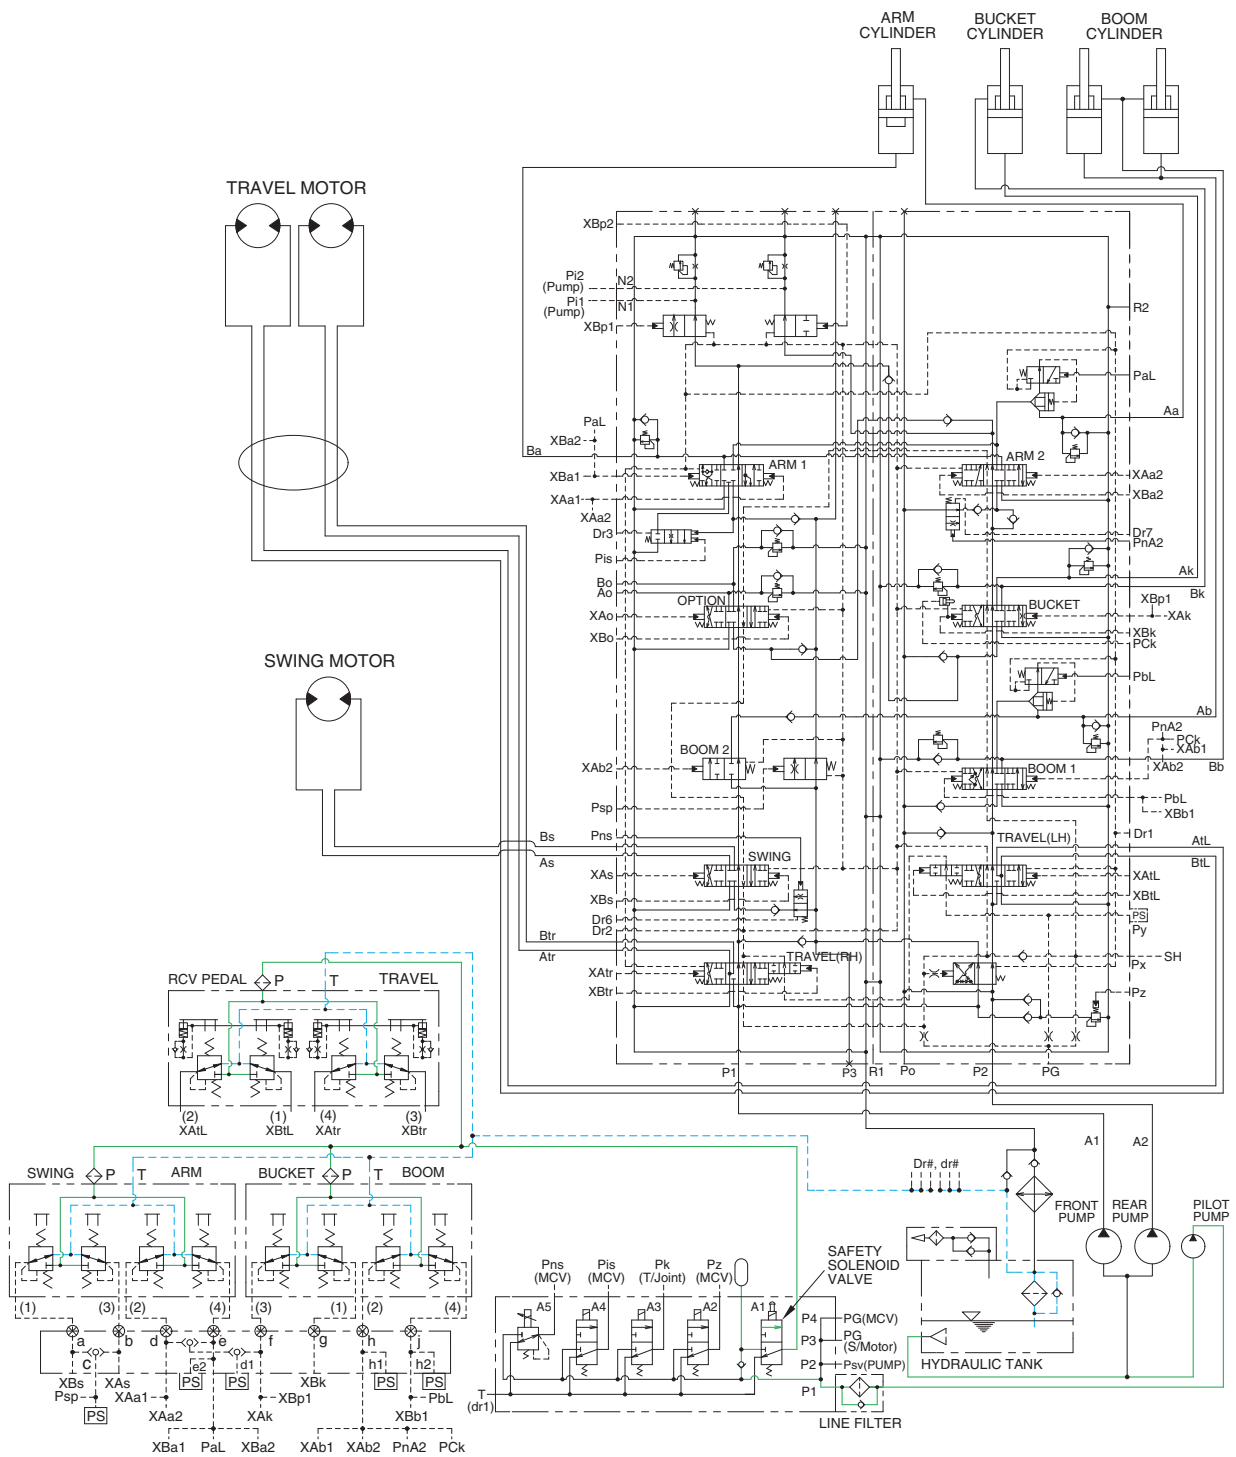 ARM
CYLINDER
BUCKET
CYLINDER
BOOM
CYLINDER
TRAVEL MOTOR
XBp2
Pi2
(Pump)
N2
Pi1
(Pump)
N1
XBp1
R2
PaL
Aa
PaL
XBa2
Ba
ARM 1
ARM 2
XBa1
XAa1
XAa2
XAa2
XBa2
Dr3
Dr7
PnA2
Pis
Ak
Bk
Bo
Ao
OPTION
BUCKET
XBp1
XAk
XAo
XBo
XBk
PCk
SWING MOTOR
PbL
Ab
BOOM 2
BOOM 1
PnA2
PCk
XAb1
XAb2
Bb
XAb2
PbL
XBb1
Psp
Pns
Bs
As
SWING
TRAVEL(LH)
Dr1
AtL
BtL
XAs
XAtL
XBs
XBtL
Dr6
Dr2
PS
Py
Btr
Atr
TRAVEL(RH)
SH
Px
XAtr
XBtr
Pz
P1
P3
R1
Po
P2
PG
RCV PEDAL
P
T
TRAVEL
(2)
XAtL
(1)
XBtL
(4)
XAtr
(3)
XBtr
A1
A2
SWING
P
T
ARM
BUCKET
P
T
BOOM
Dr#, dr#
FRONT
PUMP
REAR
PUMP
PILOT
PUMP
(1)
(3)
(2)
(4)
(3)
(1)
(2)
(4)
a
b
c
d
e
e2
d1
f
g
h
h1
j
h2
PS
PS
PS
PS
XBs
XAs
Psp
PS
XAa1
XAa2
XBp1
XAk
XBk
PbL
XBb1
XBa1
PaL
XBa2
XAb1
XAb2
PnA2
PCk
Pns
(MCV)
Pis
(MCV)
Pk
(T/Joint)
Pz
(MCV)
SAFETY
SOLENOID
VALVE
A5
A4
A3
A2
A1
P4
PG(MCV)
P3
PG
(S/Motor)
P2
Psv(PUMP)
P1
T
(dr1)
LINE FILTER
HYDRAULIC TANK